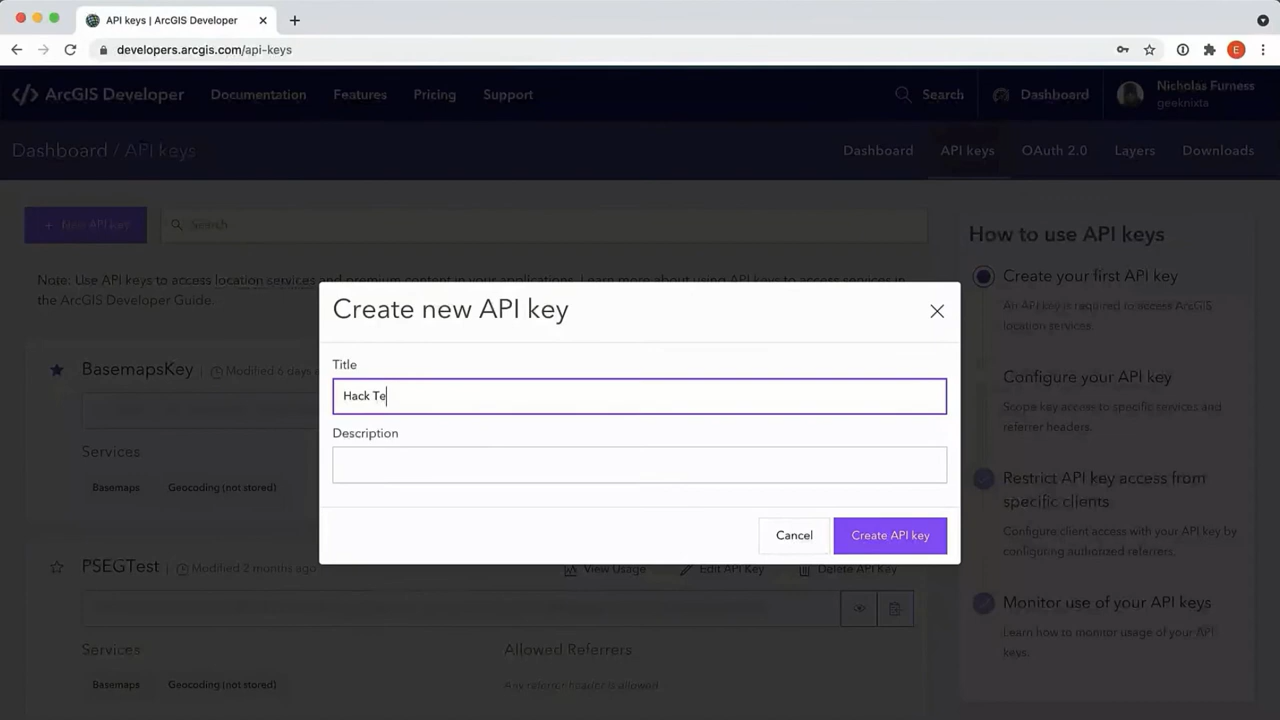 API keys | ArcGIS Developer
developers.arcgis.com/api-keys
E
</> ArcGIS Developer
Documentation
Features
Pricing
Support
Search
Dashboard
Nicholas Furness
geeknixta
Dashboard / API keys
Dashboard
API keys
OAuth 2.0
Layers
Downloads
+ New API key
Search
Note: Use API keys to access location services and premium content in your applications. Learn more about using API keys to access services in
the ArcGIS Developer Guide.
Create new API key
Title
Hack Te
Description
Cancel
Create API key
BasemapsKey
Modified 6 days
Services
Basemaps
Geocoding (not stored)
PSEGTest
Modified 2 months ago
View Usage
Edit API Key
Delete API Key
Services
Basemaps
Geocoding (not stored)
Allowed Referrers
Any referrer header is allowed
How to use API keys
Create your first API key
An API key is required to access ArcGIS
location services.
Configure your API key
Scope key access to specific services and
referrer headers.
Restrict API key access from
specific clients
Configure client access with your API key by
configuring authorized referrers.
Monitor use of your API keys
Learn how to monitor usage of your API
keys.